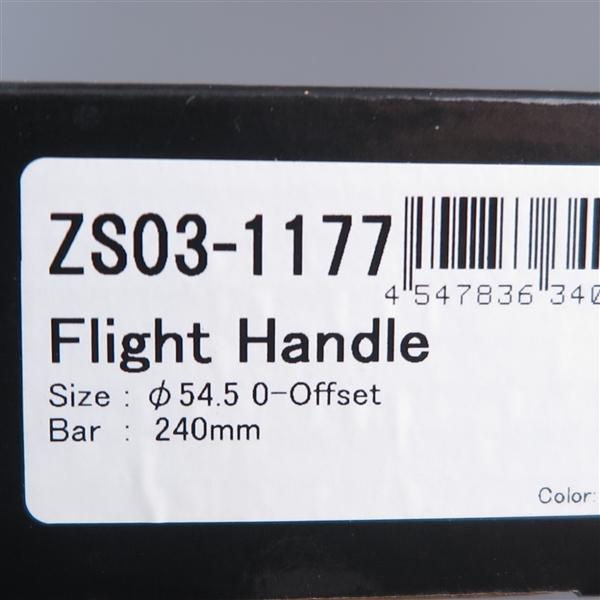 ZS03-1177
4 547836 340
Flight Handle
Size : φ54.5 0-Offset
Bar : 240mm
Color: